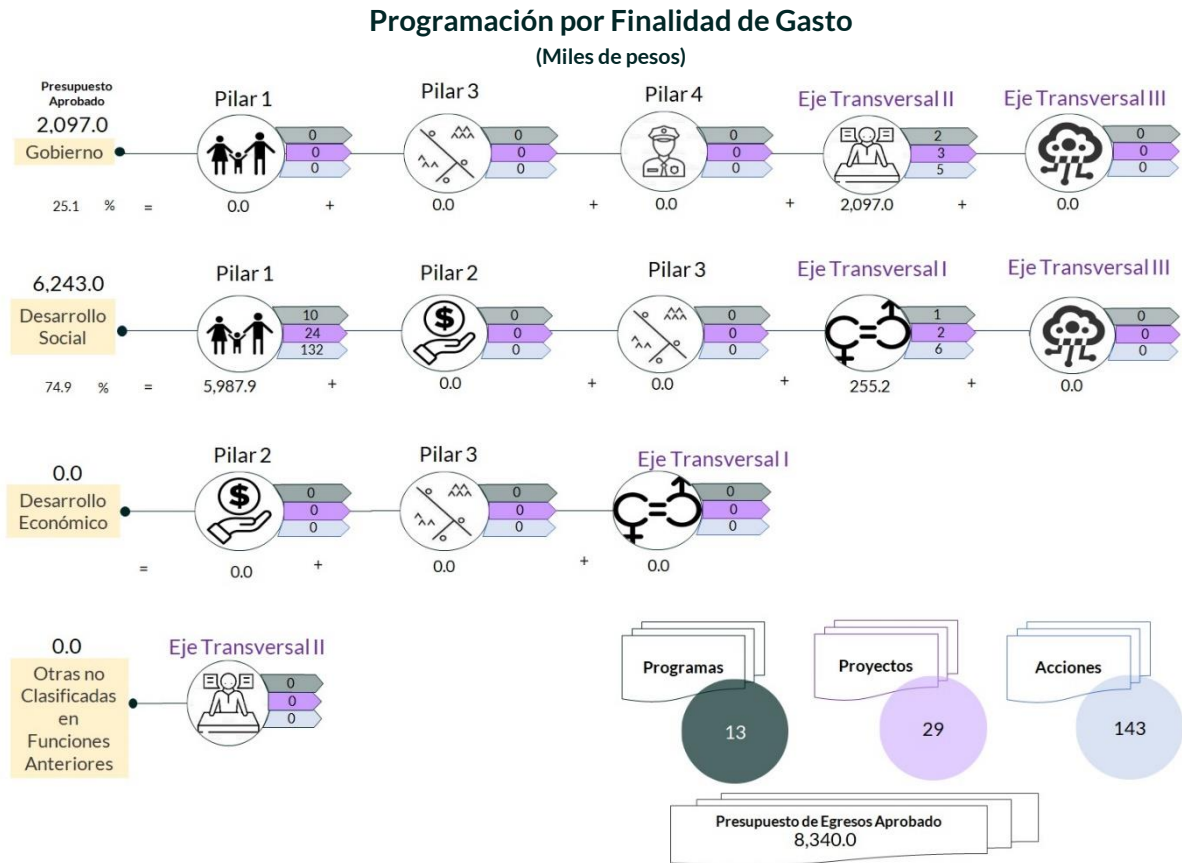 Programación por Finalidad de Gasto
(Miles de pesos)
Presupuesto
Aprobado
2,097.0
Gobierno
Pilar 1
0
0
0
Pilar 3
0
0
0
Pilar 4
0
0
0
Eje Transversal II
2
3
5
Eje Transversal III
0
0
0
25.1 % = 0.0 + 0.0 + 0.0 + 2,097.0 + 0.0
6,243.0
Desarrollo
Social
Pilar 1
10
24
132
Pilar 2
$
0
0
0
Pilar 3
0
0
0
Eje Transversal I
1
2
6
Eje Transversal III
0
0
0
74.9 % = 5,987.9 + 0.0 + 0.0 + 255.2 + 0.0
0.0
Desarrollo
Económico
Pilar 2
$
0
0
0
Pilar 3
0
0
0
Eje Transversal I
0
0
0
= 0.0 + 0.0 + 0.0
0.0
Otras no
Clasificadas
en
Funciones
Anteriores
Eje Transversal II
0
0
0
Programas
13
Proyectos
29
Acciones
143
Presupuesto de Egresos Aprobado
8,340.0